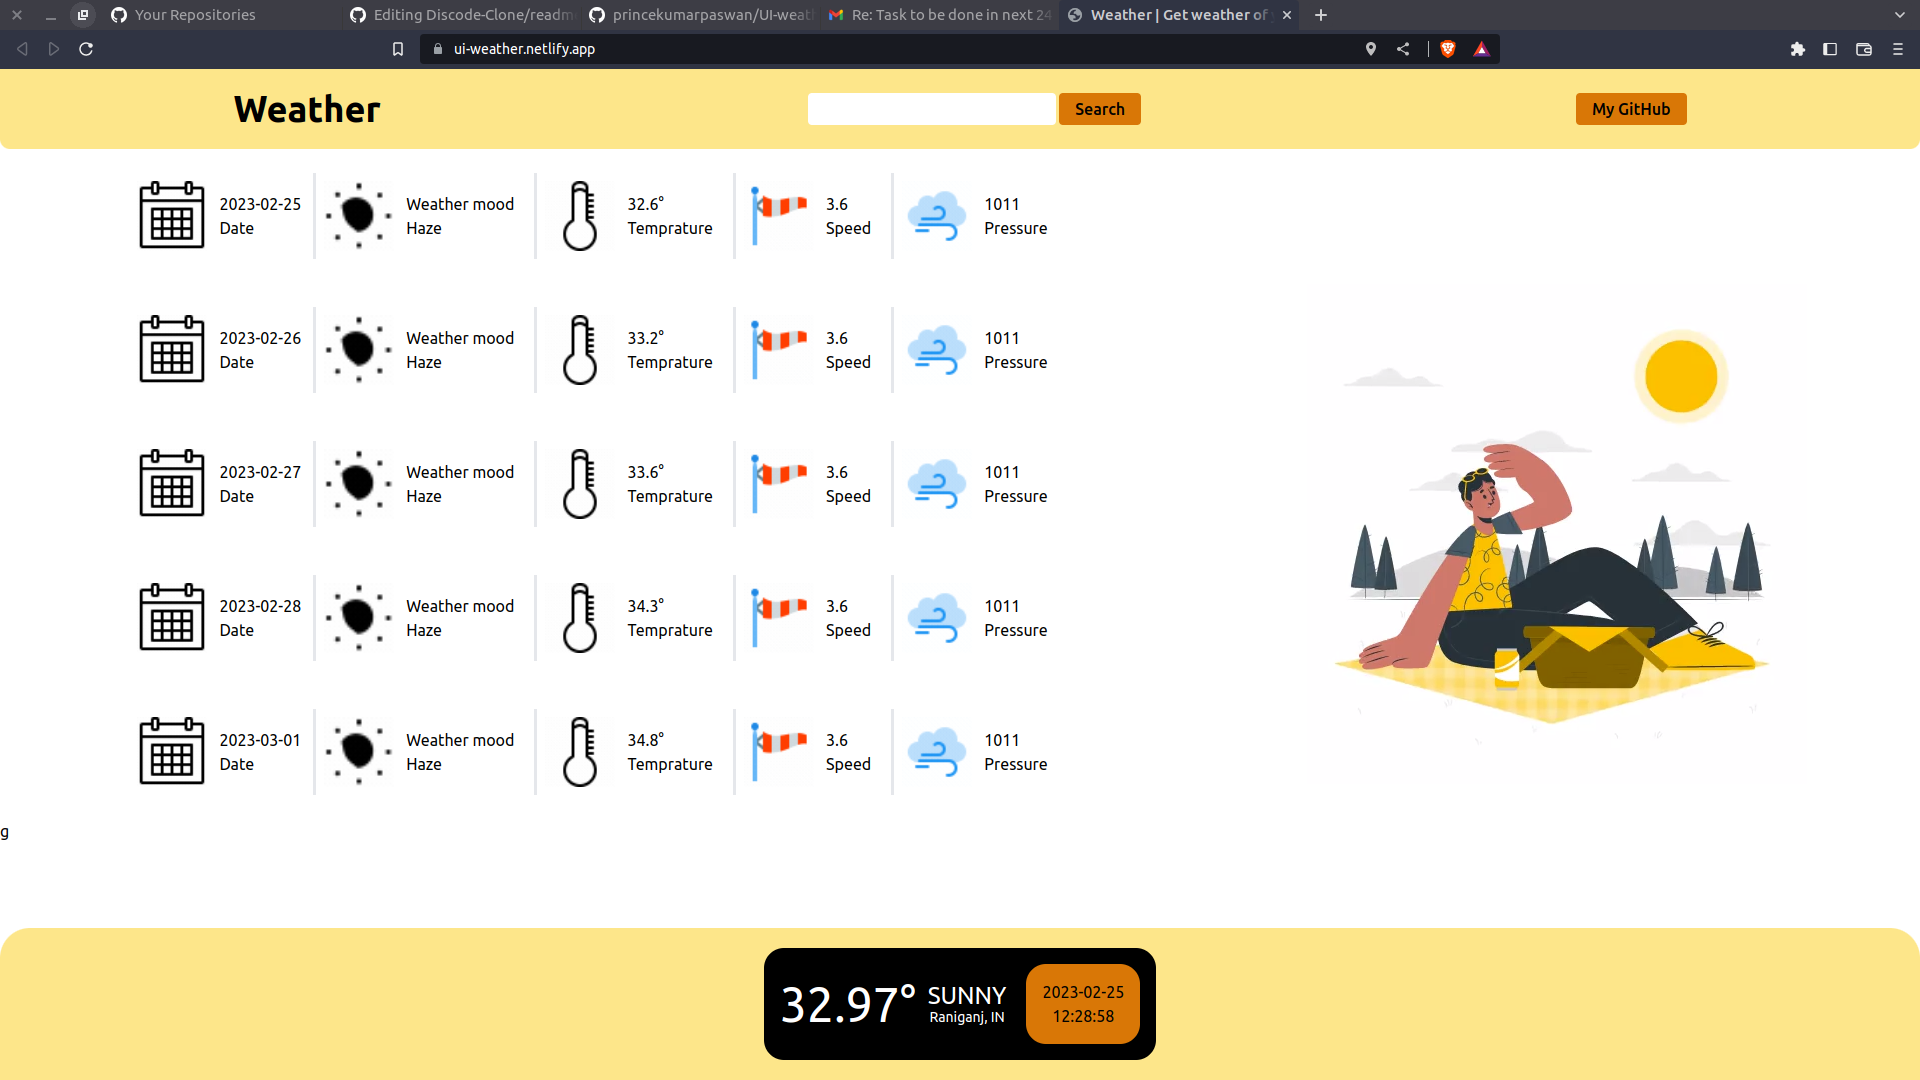 Your Repositories
Editing Discode-Clone/readm
princekumarpaswan/UI-weat
Re: Task to be done in next 24
Weather | Get weather of
ui-weather.netlify.app
Weather
Search
My GitHub
2023-02-25 Weather mood 32.6° 3.6 1011
Date Haze Temprature Speed Pressure
2023-02-26 Weather mood 33.2° 3.6 1011
Date Haze Temprature Speed Pressure
2023-02-27 Weather mood 33.6° 3.6 1011
Date Haze Temprature Speed Pressure
2023-02-28 Weather mood 34.3° 3.6 1011
Date Haze Temprature Speed Pressure
2023-03-01 Weather mood 34.8° 3.6 1011
Date Haze Temprature Speed Pressure
g
32.97°
SUNNY
Raniganj, IN
2023-02-25
12:28:58